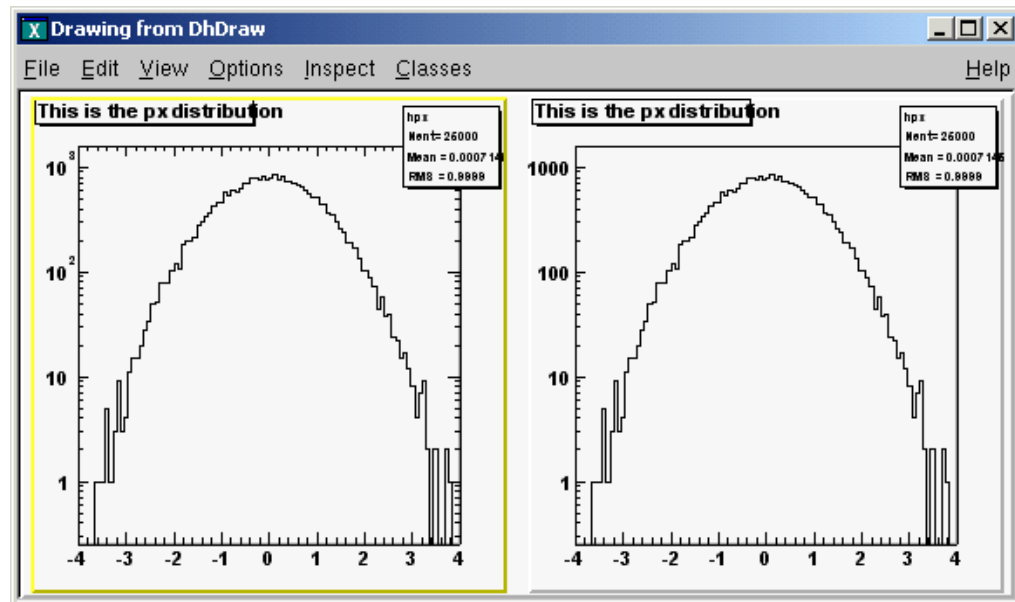 X Drawing from DhDraw
File Edit View Options Inspect Classes Help
This is the px distribution
hpx
Nent= 25000
Mean = 0.0007146
RMS = 0.9999
10³
10²
10
1
-4 -3 -2 -1 0 1 2 3 4
This is the px distribution
hpx
Nent= 25000
Mean = 0.0007146
RMS = 0.9999
1000
100
10
1
-4 -3 -2 -1 0 1 2 3 4